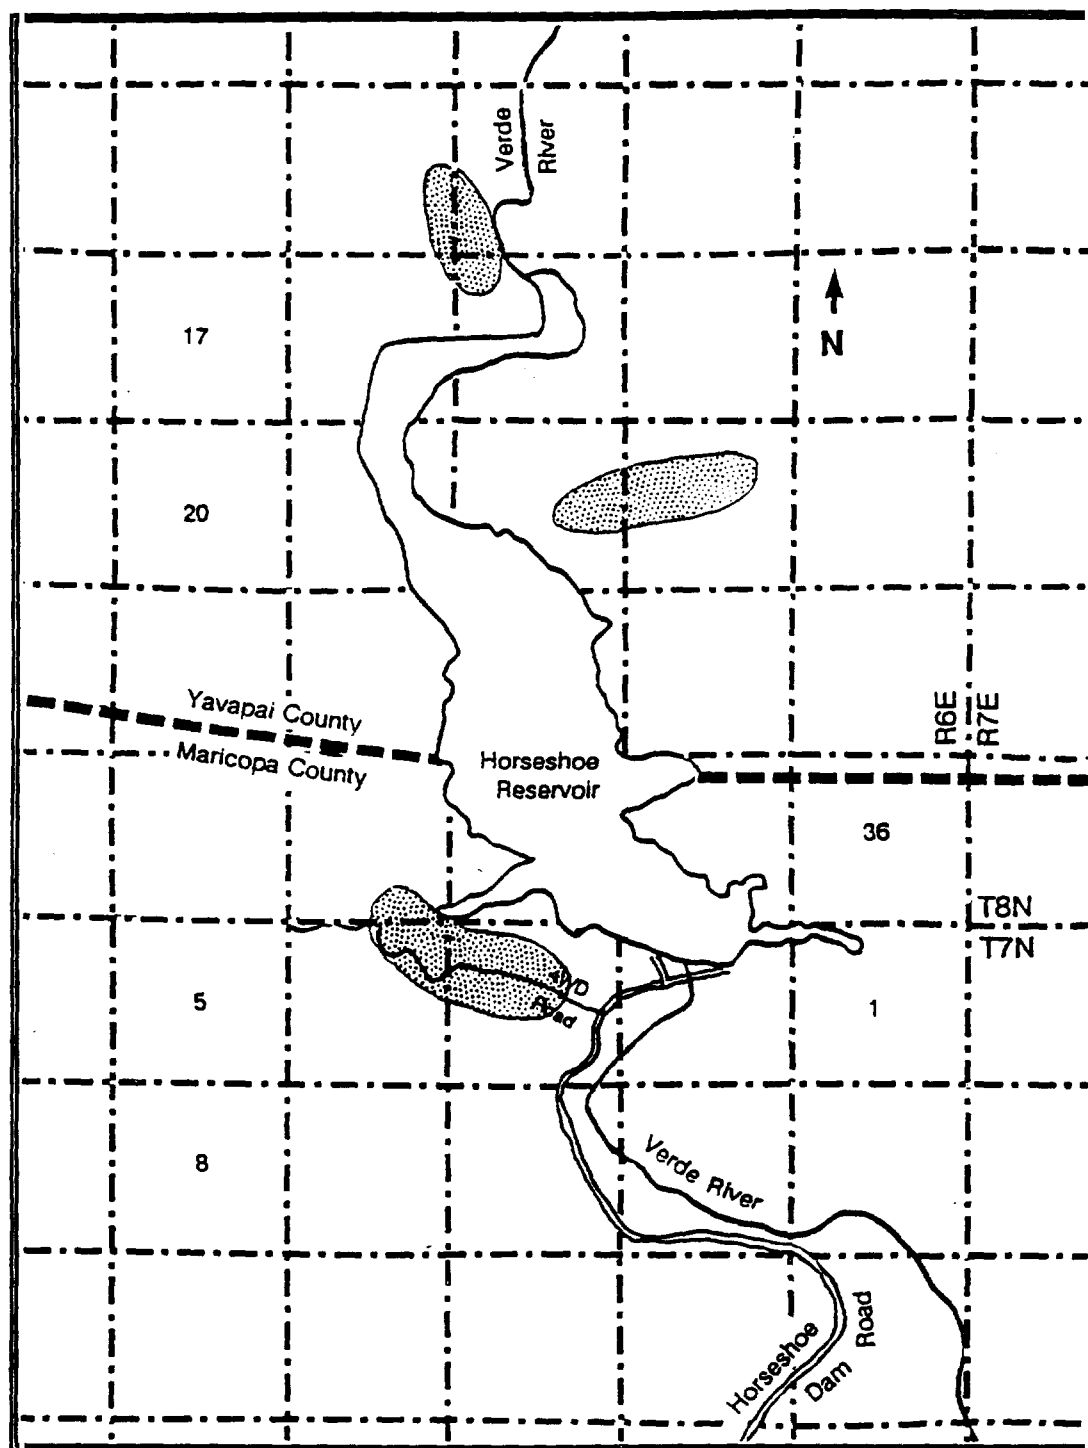 Verde
River
17
N
20
Yavapai County
Maricopa County
R6E
R7E
Horseshoe
Reservoir
36
T8N
T7N
4WD
Road
5
1
8
Verde River
Horseshoe
Dam
Road